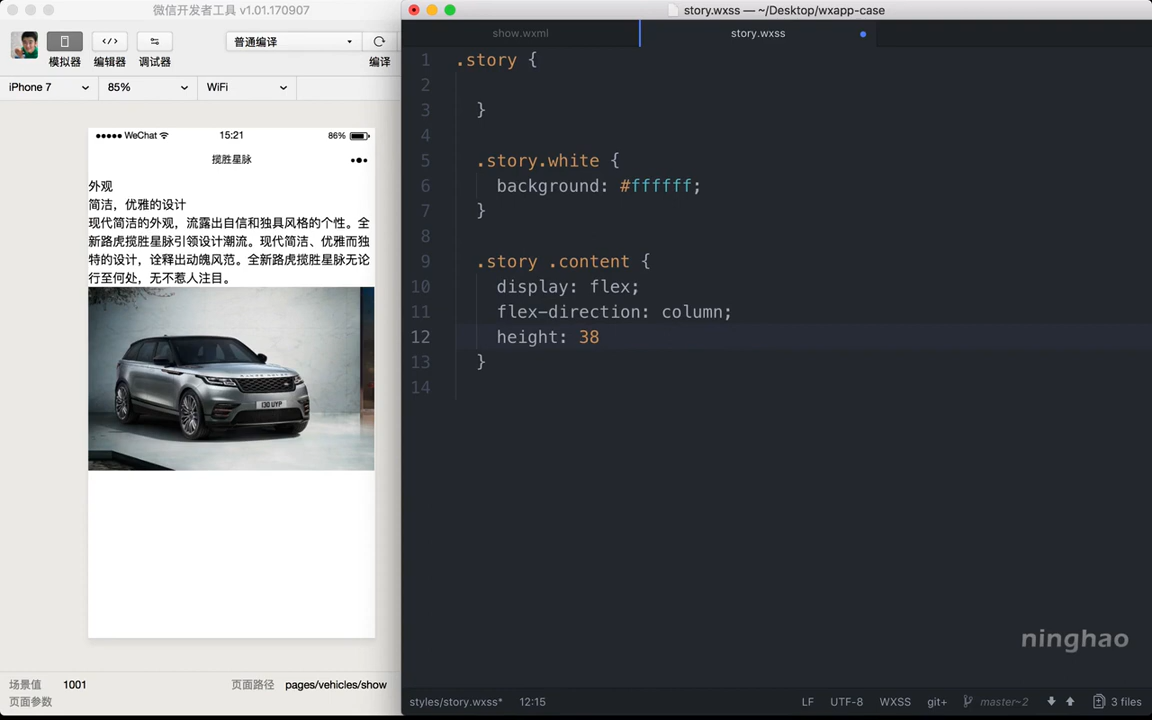 微信开发者工具 v1.01.170907
story.wxss — ~/Desktop/wxapp-case
普通编译
模拟器 编辑器 调试器 编译
iPhone 7 85% WiFi
WeChat 15:21 86%
揽胜星脉
外观
简洁，优雅的设计
现代简洁的外观，流露出自信和独具风格的个性。全
新路虎揽胜星脉引领设计潮流。现代简洁、优雅而独
特的设计，诠释出动魄风范。全新路虎揽胜星脉无论
行至何处，无不惹人注目。
130 UYP
场景值 1001 页面路径 pages/vehicles/show
页面参数
show.wxml story.wxss
1 .story {
2
3 }
4
5 .story.white {
6 background: #ffffff;
7 }
8
9 .story .content {
10 display: flex;
11 flex-direction: column;
12 height: 38
13 }
14
ninghao
styles/story.wxss* 12:15 LF UTF-8 WXSS git+ master~2 3 files